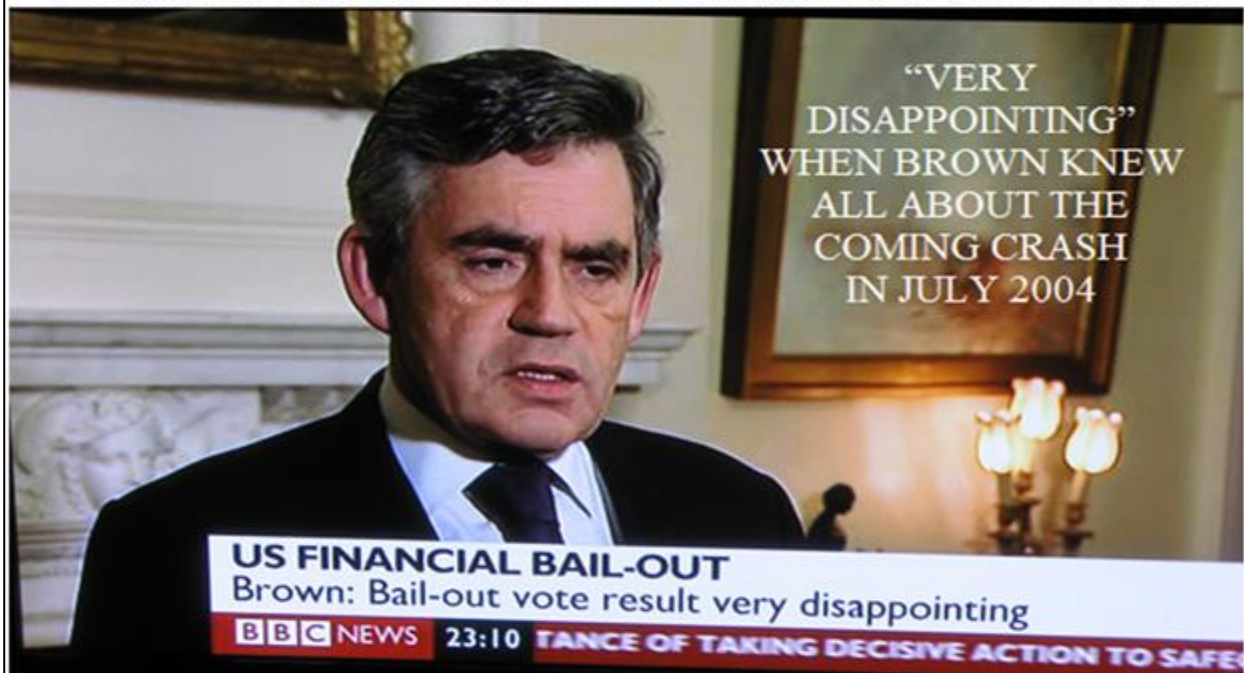 “VERY
DISAPPOINTING”
WHEN BROWN KNEW
ALL ABOUT THE
COMING CRASH
IN JULY 2004
US FINANCIAL BAIL-OUT
Brown: Bail-out vote result very disappointing
BBC NEWS 23:10 TANCE OF TAKING DECISIVE ACTION TO SAFE